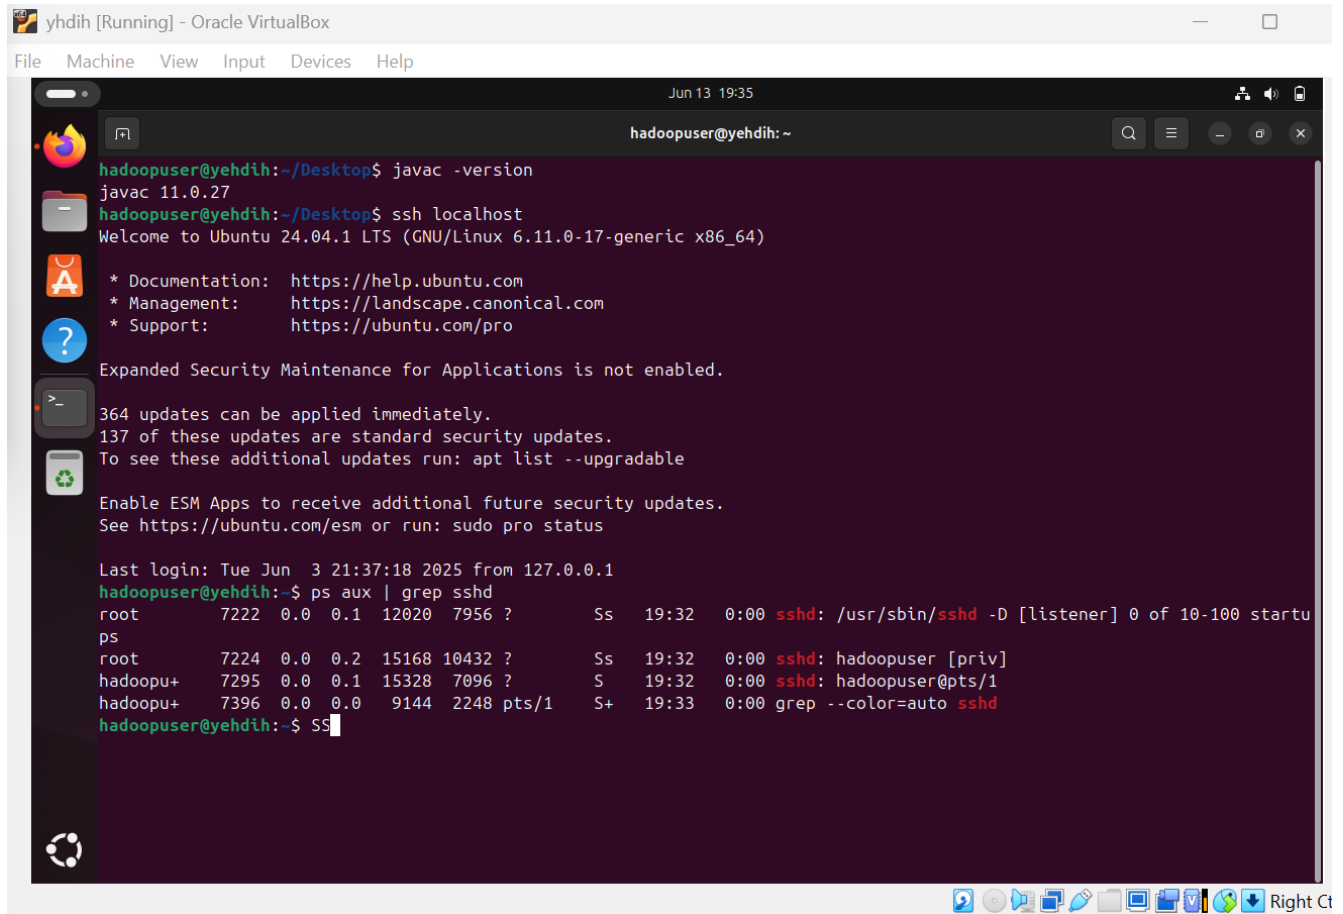 yhdih [Running] - Oracle VirtualBox
File Machine View Input Devices Help
Jun 13 19:35
hadoopuser@yehdih: ~
hadoopuser@yehdih:~/Desktop$ javac -version
javac 11.0.27
hadoopuser@yehdih:~/Desktop$ ssh localhost
Welcome to Ubuntu 24.04.1 LTS (GNU/Linux 6.11.0-17-generic x86_64)
* Documentation: https://help.ubuntu.com
* Management: https://landscape.canonical.com
* Support: https://ubuntu.com/pro
Expanded Security Maintenance for Applications is not enabled.
364 updates can be applied immediately.
137 of these updates are standard security updates.
To see these additional updates run: apt list --upgradable
Enable ESM Apps to receive additional future security updates.
See https://ubuntu.com/esm or run: sudo pro status
Last login: Tue Jun 3 21:37:18 2025 from 127.0.0.1
hadoopuser@yehdih:~$ ps aux | grep sshd
root 7222 0.0 0.1 12020 7956 ? Ss 19:32 0:00 sshd: /usr/sbin/sshd -D [listener] 0 of 10-100 startu
ps
root 7224 0.0 0.2 15168 10432 ? Ss 19:32 0:00 sshd: hadoopuser [priv]
hadoopu+ 7295 0.0 0.1 15328 7096 ? S 19:32 0:00 sshd: hadoopuser@pts/1
hadoopu+ 7396 0.0 0.0 9144 2248 pts/1 S+ 19:33 0:00 grep --color=auto sshd
hadoopuser@yehdih:~$ SS
Right Ct